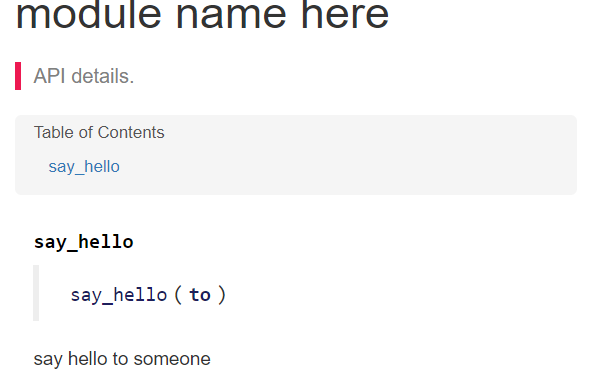 module name here
API details.
Table of Contents
say_hello
say_hello
say_hello ( to )
say hello to someone